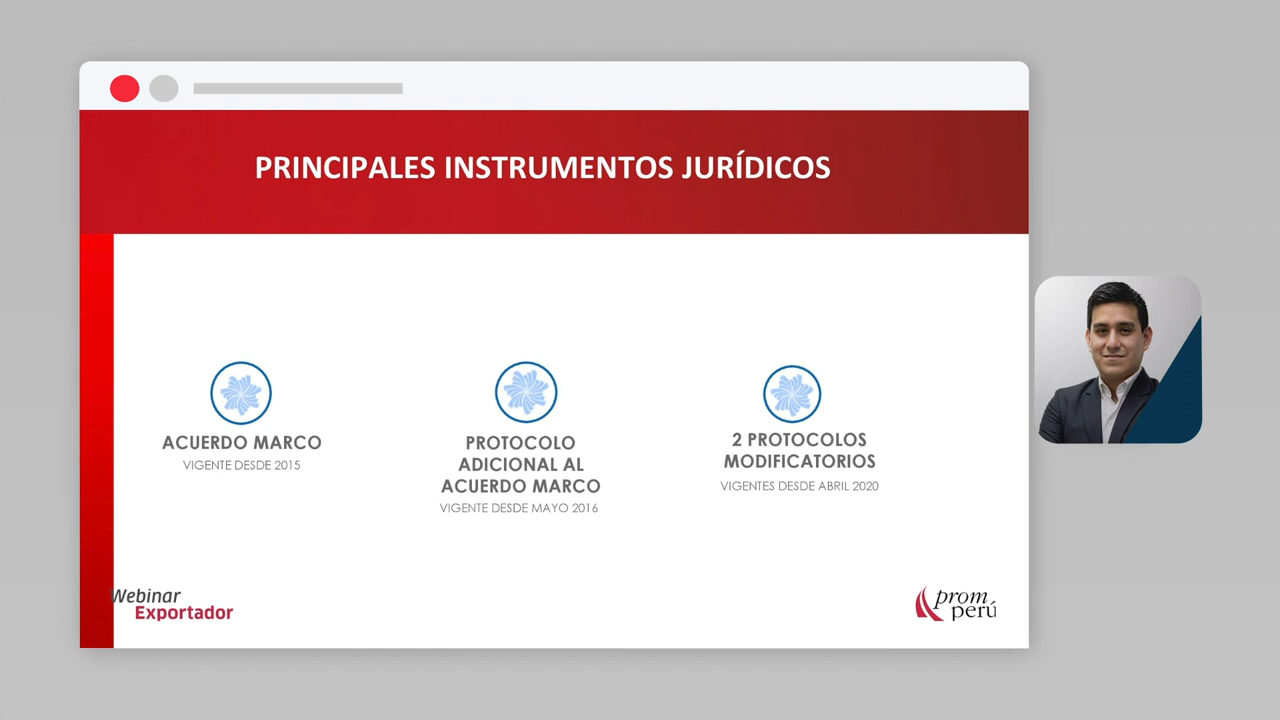 PRINCIPALES INSTRUMENTOS JURÍDICOS
ACUERDO MARCO
VIGENTE DESDE 2015
PROTOCOLO
ADICIONAL AL
ACUERDO MARCO
VIGENTE DESDE MAYO 2016
2 PROTOCOLOS
MODIFICATORIOS
VIGENTES DESDE ABRIL 2020
Webinar
Exportador
prom
perú